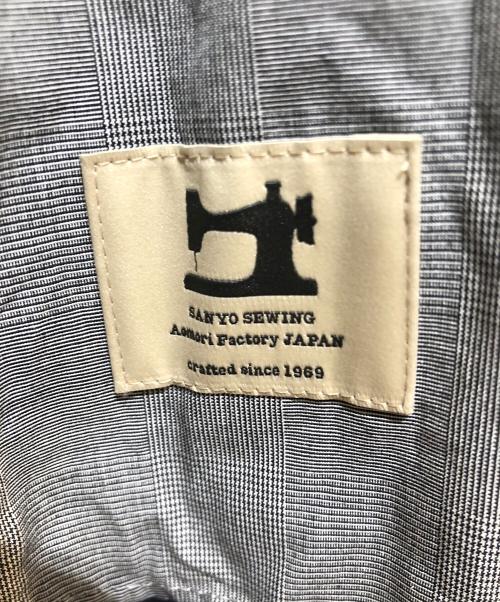 SANYO SEWING
Aomori Factory JAPAN
crafted since 1969